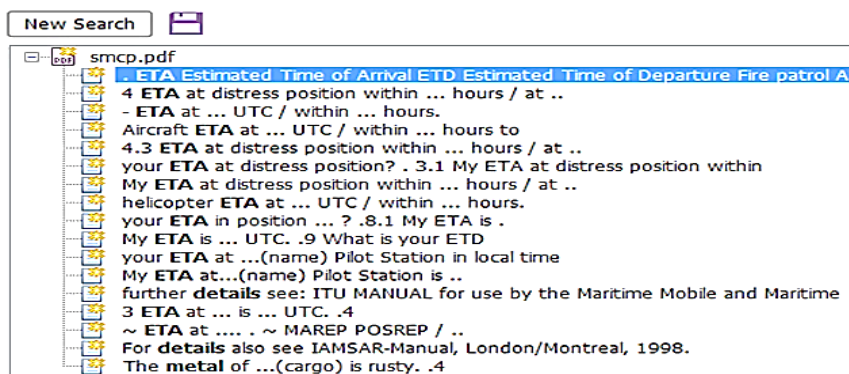 New Search
smcp.pdf
. ETA Estimated Time of Arrival ETD Estimated Time of Departure Fire patrol A
4 ETA at distress position within ... hours / at ..
- ETA at ... UTC / within ... hours.
Aircraft ETA at ... UTC / within ... hours to
4.3 ETA at distress position within ... hours / at ..
your ETA at distress position? . 3.1 My ETA at distress position within
My ETA at distress position within ... hours / at ..
helicopter ETA at ... UTC / within ... hours.
your ETA in position ... ? .8.1 My ETA is .
My ETA is ... UTC. .9 What is your ETD
your ETA at ...(name) Pilot Station in local time
My ETA at...(name) Pilot Station is ..
further details see: ITU MANUAL for use by the Maritime Mobile and Maritime
3 ETA at ... is ... UTC. .4
~ ETA at .... . ~ MAREP POSREP / ..
For details also see IAMSAR-Manual, London/Montreal, 1998.
The metal of ...(cargo) is rusty. .4